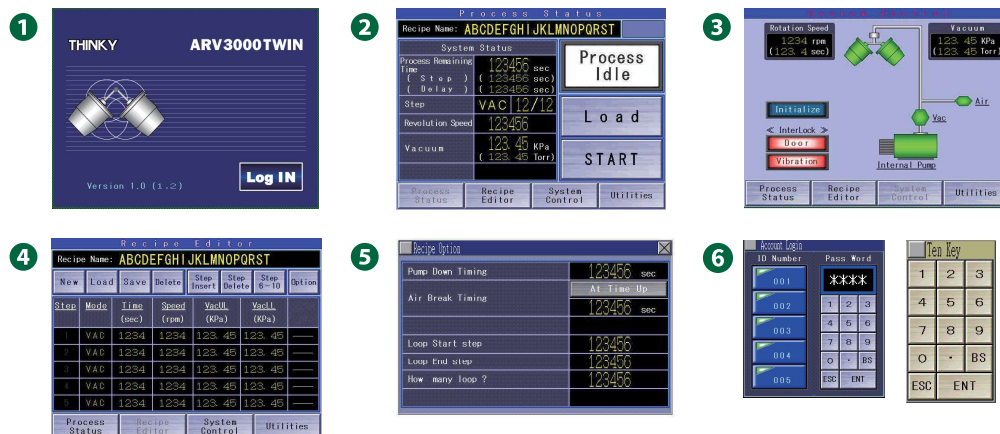 1
THINKY
ARV3000TWIN
Version 1.0 (1.2)
Log IN
2
Process Status
Recipe Name: ABCDEFGHIJKLMNOPQRST
System Status
Process Remaining
Time 123456 sec
( Stop ) ( 123456 sec)
( Delay ) ( 123456 sec)
Step VAC 12/12
Revolution Speed 123456
Vacuum 123.45 KPa
( 123.45 Torr)
Process
Idle
Load
START
Process
Status
Recipe
Editor
System
Control
Utilities
3
System Control
Rotation Speed
1234 rpm
(123.4 sec)
Vacuum
123.45 KPa
(123.45 Torr)
Air
Vac
Initialize
< InterLock >
Door
Vibration
Internal Pump
Process
Status
Recipe
Editor
System
Control
Utilities
4
Recipe Editor
Recipe Name: ABCDEFGHIJKLMNOPQRST
New Load Save Delete Step Insert Step Delete Step 6-10 Option
Step Mode Time (sec) Speed (rpm) VacUL (KPa) VacLL (KPa)
1 VAC 1234 1234 123.45 123.45 ——
2 VAC 1234 1234 123.45 123.45 ——
3 VAC 1234 1234 123.45 123.45 ——
4 VAC 1234 1234 123.45 123.45 ——
5 VAC 1234 1234 123.45 123.45 ——
Process
Status
Recipe
Editor
System
Control
Utilities
5
Recipe Option
Pump Down Timing 123456 sec
Air Break Timing At Time Up
123456 sec
Loop Start step 123456
Loop End step 123456
How many loop ? 123456
6
Account Login
ID Number
001
002
003
004
005
Pass Word
****
1 2 3
4 5 6
7 8 9
0 · BS
ESC ENT
Ten Key
1 2 3
4 5 6
7 8 9
0 · BS
ESC ENT